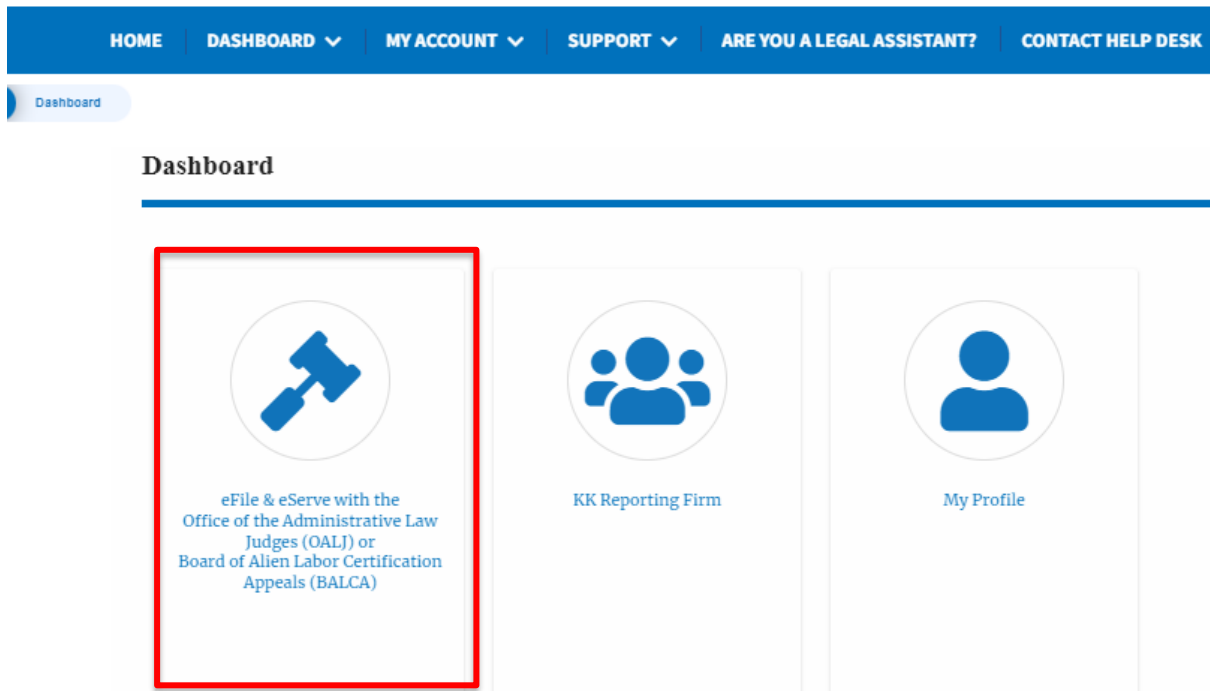 HOME DASHBOARD MY ACCOUNT SUPPORT ARE YOU A LEGAL ASSISTANT? CONTACT HELP DESK
Dashboard
Dashboard
eFile & eServe with the
Office of the Administrative Law
Judges (OALJ) or
Board of Alien Labor Certification
Appeals (BALCA)
KK Reporting Firm
My Profile